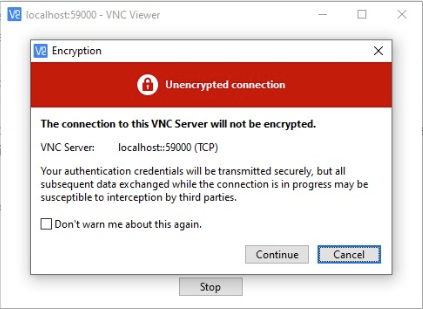 localhost:59000 - VNC Viewer
Encryption
Unencrypted connection
The connection to this VNC Server will not be encrypted.
VNC Server: localhost::59000 (TCP)
Your authentication credentials will be transmitted securely, but all
subsequent data exchanged while the connection is in progress may be
susceptible to interception by third parties.
Don't warn me about this again.
Continue Cancel
Stop